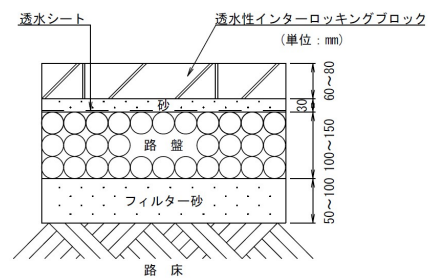 透水シート 透水性インターロッキングブロック
(単位：mm)
60～80
砂 30
路盤 100～150
フィルター砂 50～100
路床